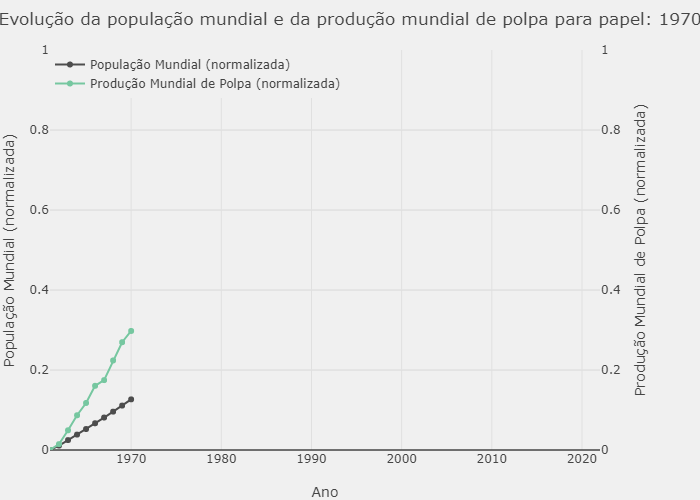 Evolução da população mundial e da produção mundial de polpa para papel: 1970
População Mundial (normalizada)
Produção Mundial de Polpa (normalizada)
1
0.8
0.6
0.4
0.2
0
População Mundial (normalizada)
1
0.8
0.6
0.4
0.2
0
Produção Mundial de Polpa (normalizada)
1970 1980 1990 2000 2010 2020
Ano